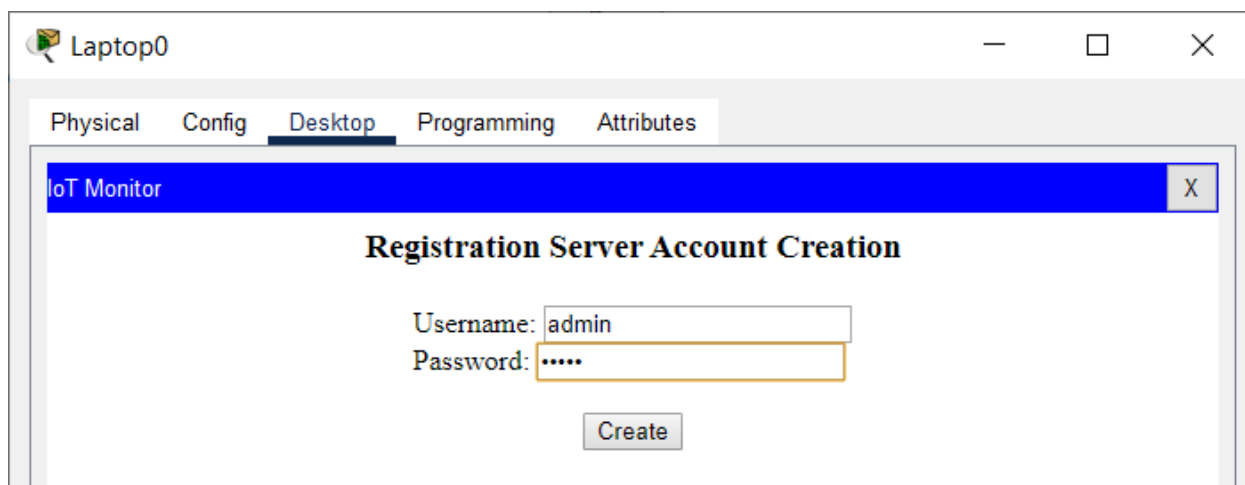 Laptop0
Physical Config Desktop Programming Attributes
IoT Monitor X
Registration Server Account Creation
Username: admin
Password: •••••
Create